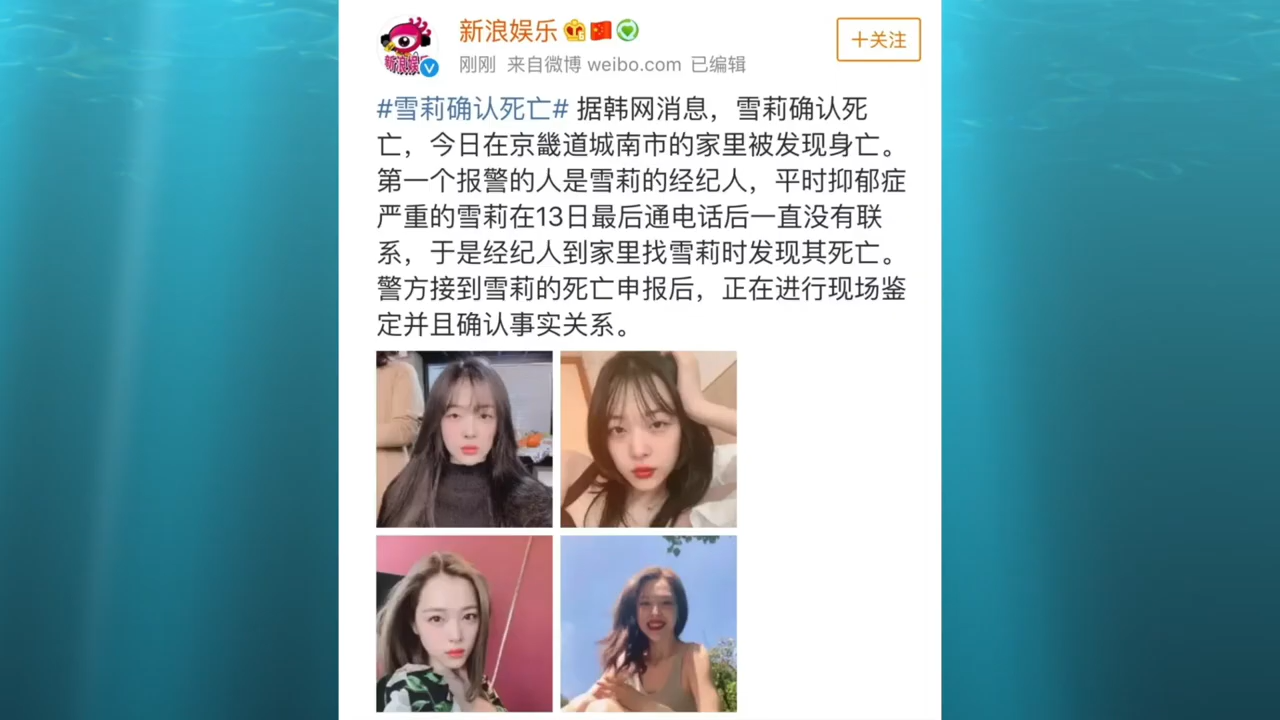 新浪娱乐
+关注
刚刚 来自微博 weibo.com 已编辑
新浪娱乐
#雪莉确认死亡# 据韩网消息，雪莉确认死
亡，今日在京畿道城南市的家里被发现身亡。
第一个报警的人是雪莉的经纪人，平时抑郁症
严重的雪莉在13日最后通电话后一直没有联
系，于是经纪人到家里找雪莉时发现其死亡。
警方接到雪莉的死亡申报后，正在进行现场鉴
定并且确认事实关系。